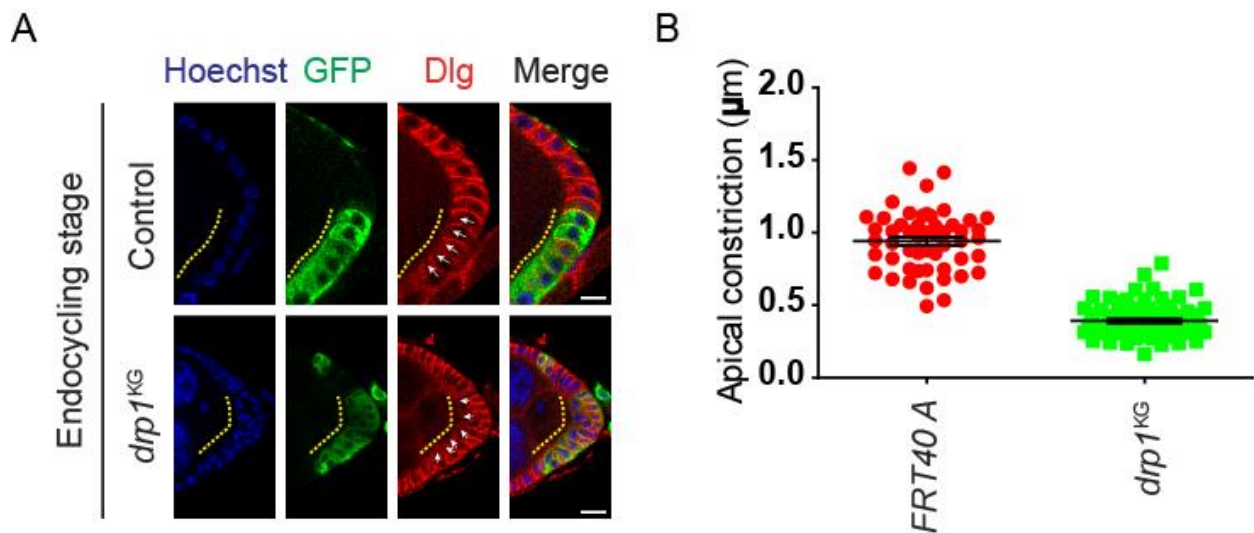 A
Hoechst GFP Dlg Merge
Endocycling stage
Control
drp1ᴷᴳ
B
Apical constriction (μm)
2.0
1.5
1.0
0.5
0.0
FRT40 A
drp1ᴷᴳ